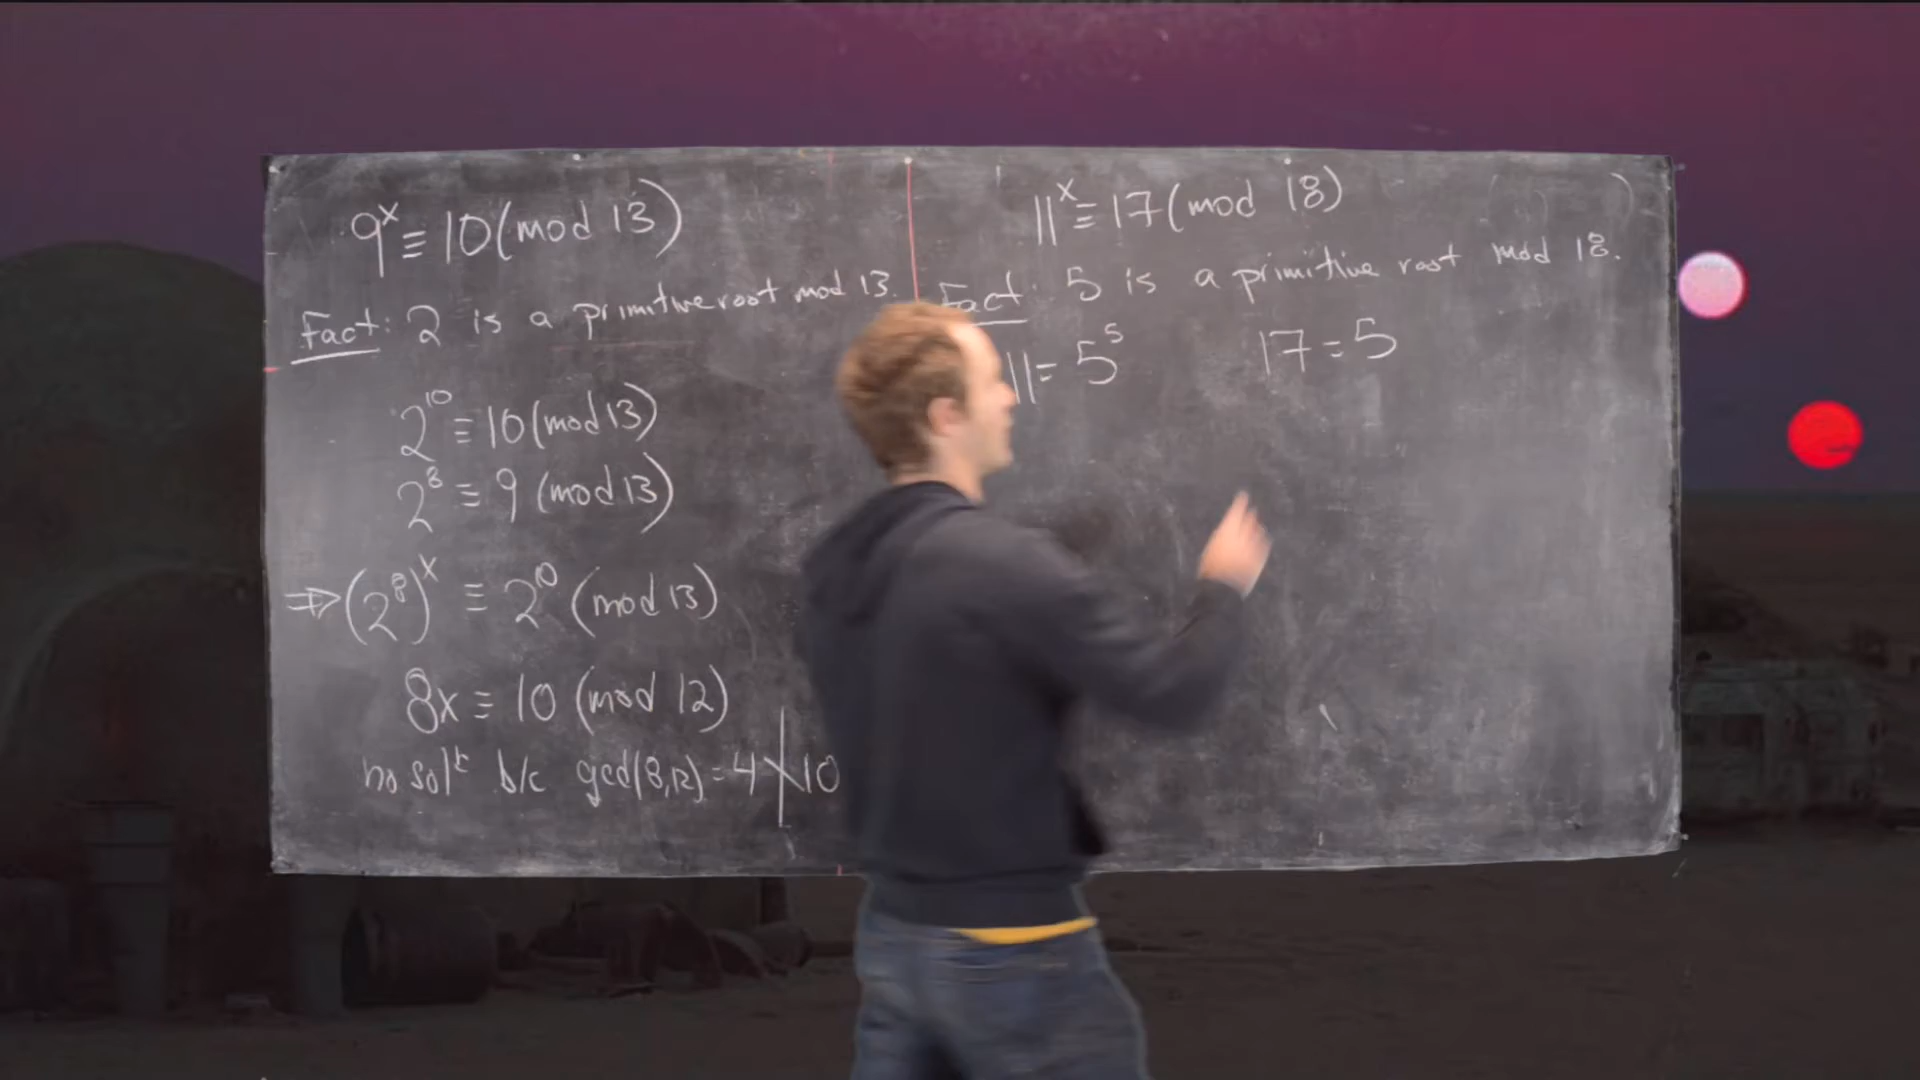 9^x ≡ 10 (mod 13)
Fact: 2 is a primitive root mod 13.
2^10 ≡ 10 (mod 13)
2^8 ≡ 9 (mod 13)
⇒ (2^8)^x ≡ 2^10 (mod 13)
8x ≡ 10 (mod 12)
no sol^n b/c gcd(8,12) = 4 ∤ 10
11^x ≡ 17 (mod 18)
Fact: 5 is a primitive root mod 18.
11 = 5^5 17 = 5